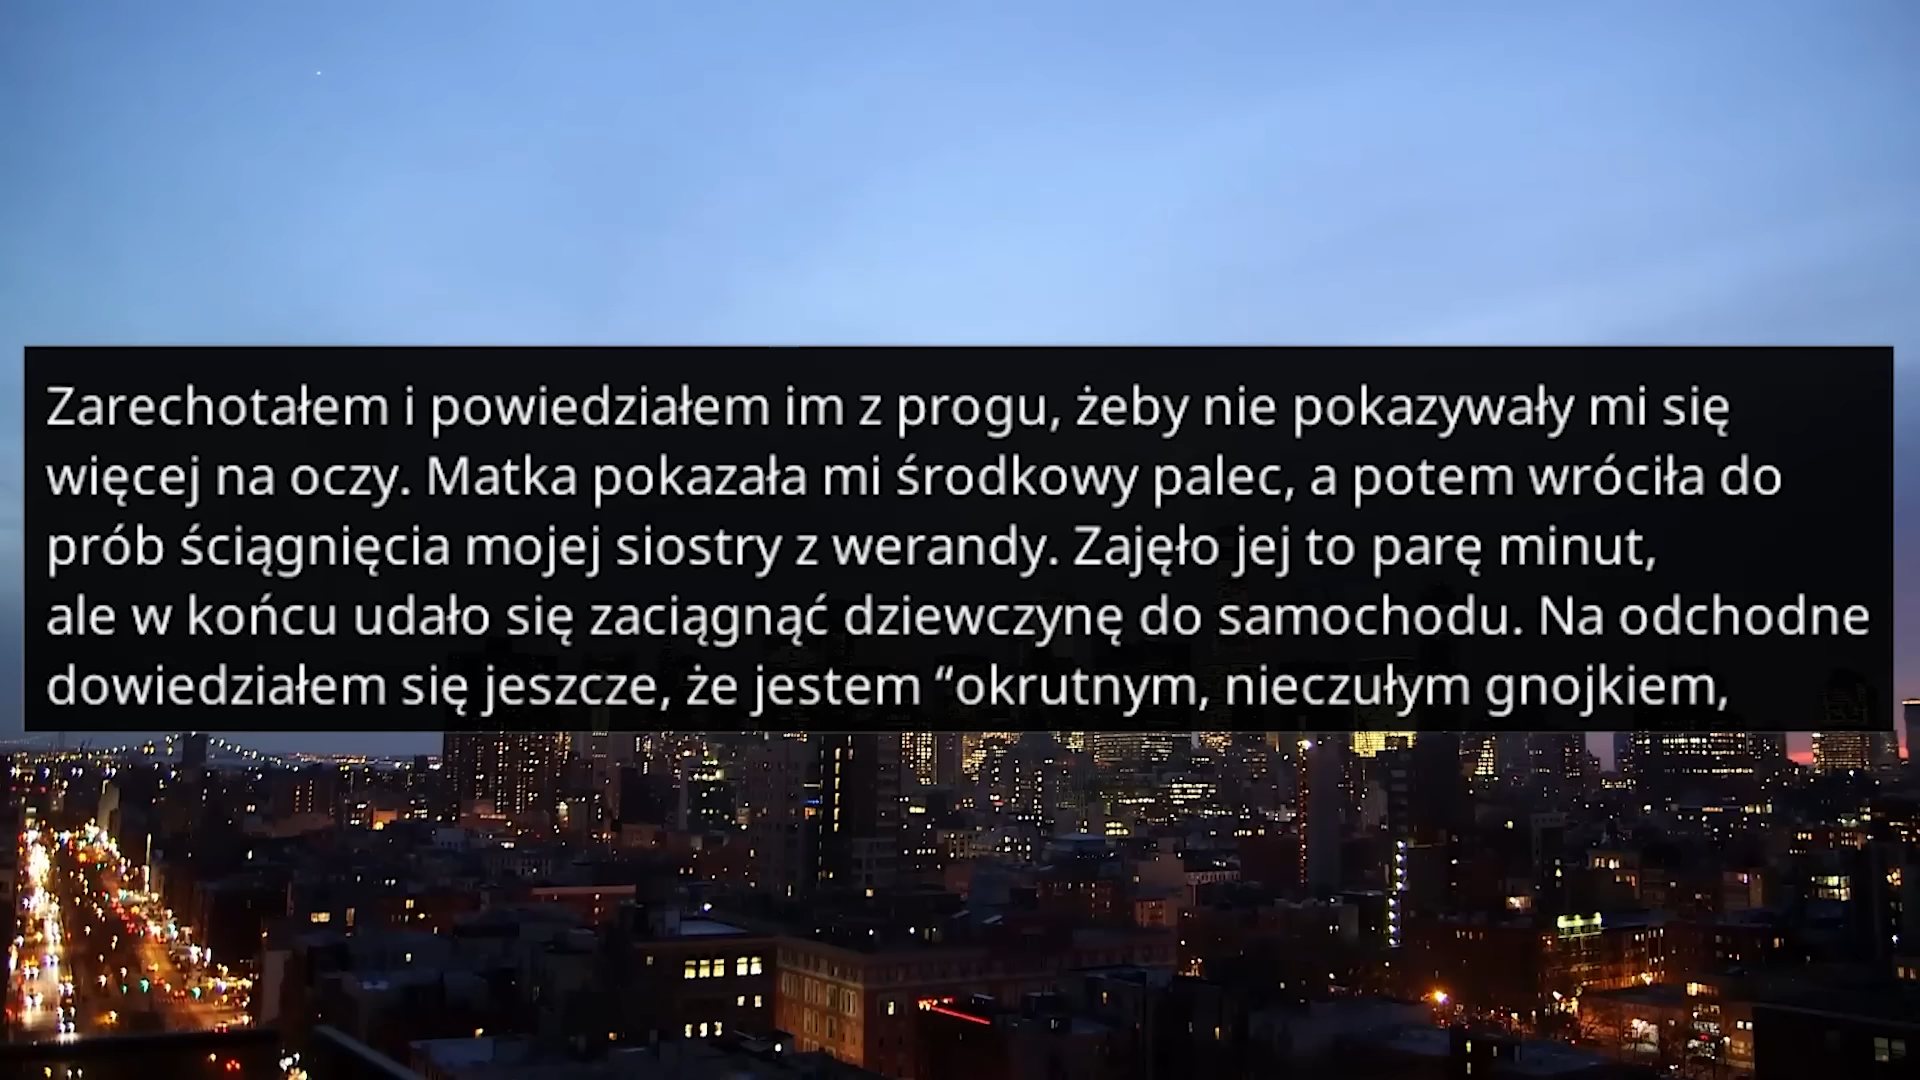 Zarechotałem i powiedziałem im z progu, żeby nie pokazywały mi się
więcej na oczy. Matka pokazała mi środkowy palec, a potem wróciła do
prób ściągnięcia mojej siostry z werandy. Zajęło jej to parę minut,
ale w końcu udało się zaciągnąć dziewczynę do samochodu. Na odchodne
dowiedziałem się jeszcze, że jestem “okrutnym, nieczułym gnojkiem,